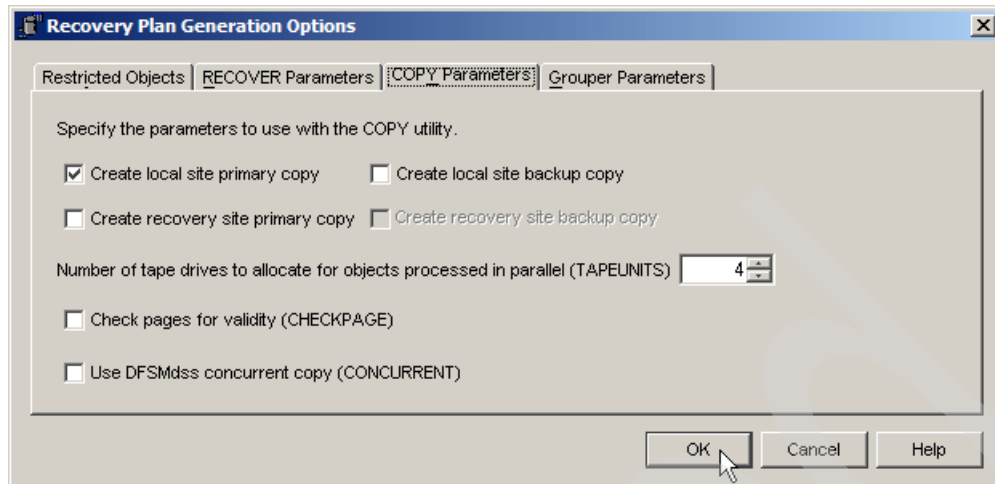 Recovery Plan Generation Options
Restricted Objects RECOVER Parameters COPY Parameters Grouper Parameters
Specify the parameters to use with the COPY utility.
Create local site primary copy Create local site backup copy
Create recovery site primary copy Create recovery site backup copy
Number of tape drives to allocate for objects processed in parallel (TAPEUNITS) 4
Check pages for validity (CHECKPAGE)
Use DFSMdss concurrent copy (CONCURRENT)
OK Cancel Help